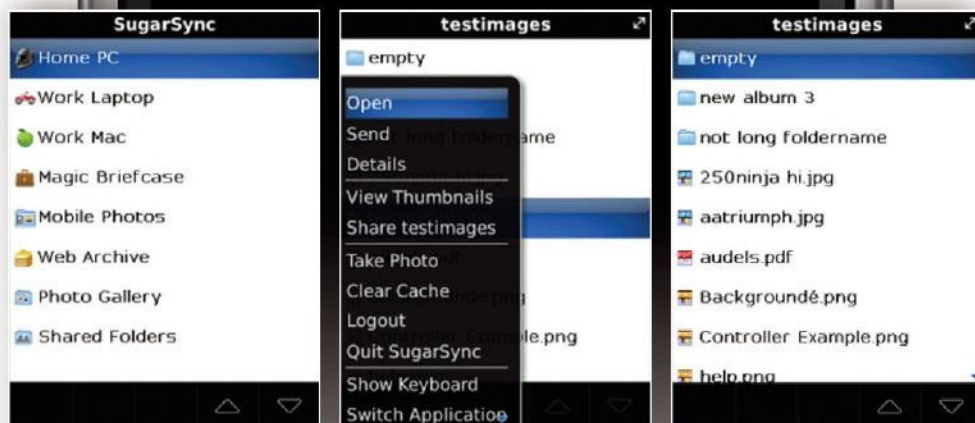 SugarSync
Home PC
Work Laptop
Work Mac
Magic Briefcase
Mobile Photos
Web Archive
Photo Gallery
Shared Folders
testimages
empty
Open
Send
Details
View Thumbnails
Share testimages
Take Photo
Clear Cache
Logout
Quit SugarSync
Show Keyboard
Switch Application
testimages
empty
new album 3
not long foldername
250ninja hi.jpg
aatriumph.jpg
audels.pdf
Backgroundé.png
Controller Example.png
help.png